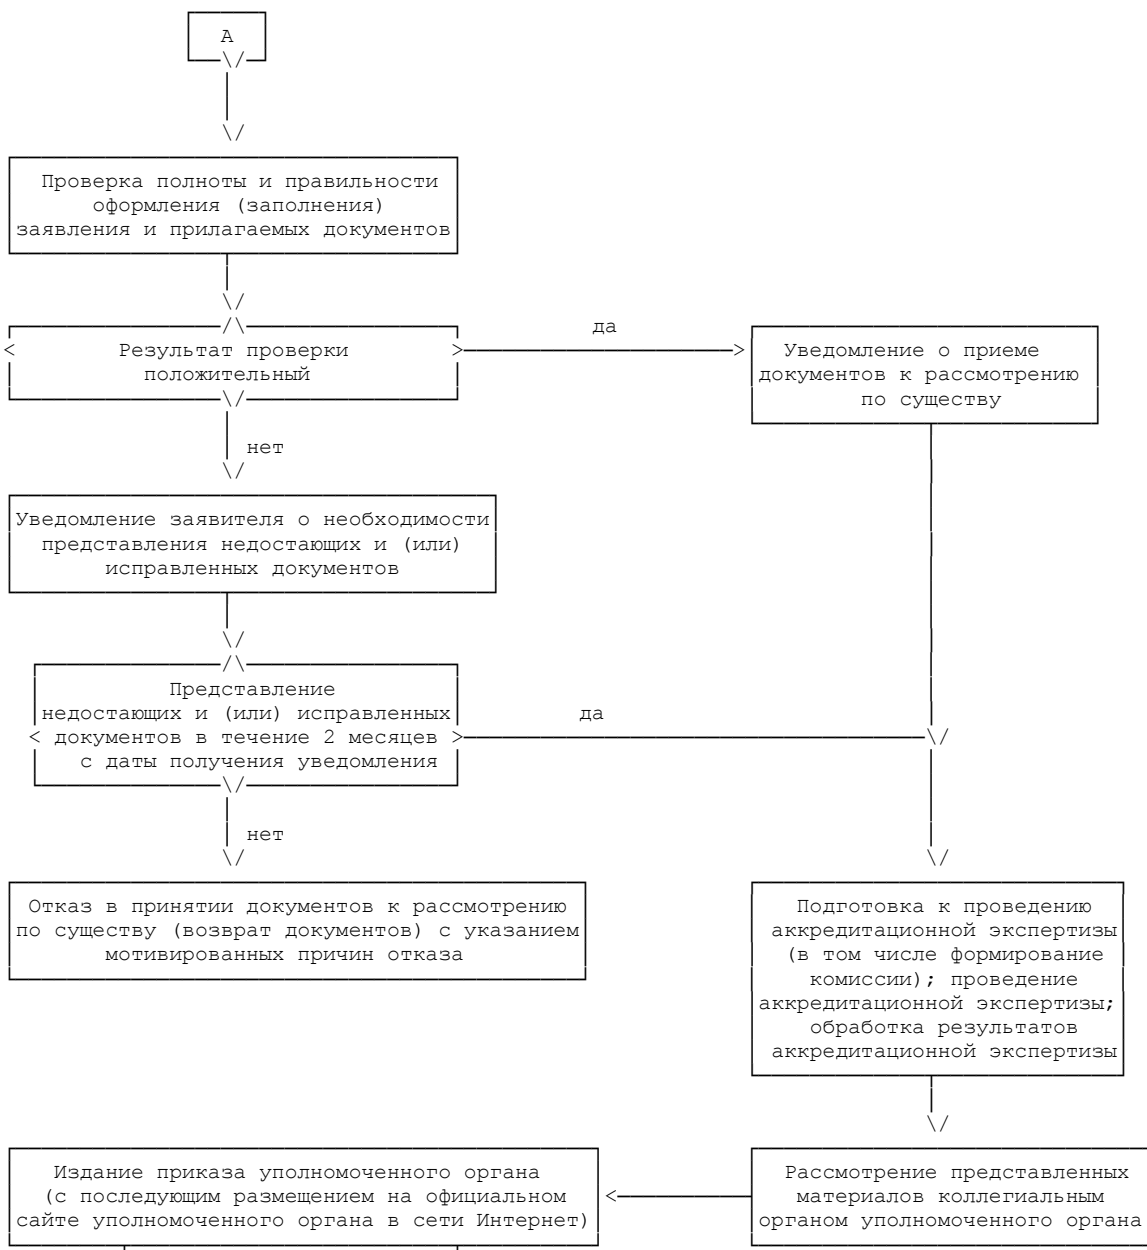 А
Проверка полноты и правильности
оформления (заполнения)
заявления и прилагаемых документов
да
Результат проверки
положительный
Уведомление о приеме
документов к рассмотрению
по существу
нет
Уведомление заявителя о необходимости
представления недостающих и (или)
исправленных документов
Представление
недостающих и (или) исправленных
документов в течение 2 месяцев
с даты получения уведомления
да
нет
Отказ в принятии документов к рассмотрению
по существу (возврат документов) с указанием
мотивированных причин отказа
Подготовка к проведению
аккредитационной экспертизы
(в том числе формирование
комиссии); проведение
аккредитационной экспертизы;
обработка результатов
аккредитационной экспертизы
Издание приказа уполномоченного органа
(с последующим размещением на официальном
сайте уполномоченного органа в сети Интернет)
Рассмотрение представленных
материалов коллегиальным
органом уполномоченного органа